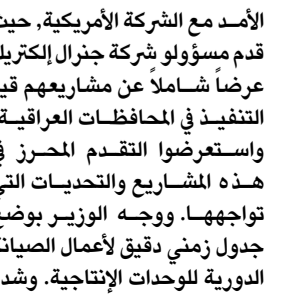 الأمد مع الشركة الأمريكية, حيث
قدم مسؤولو شركة جنرال
عرضاً شاملاً عن مشاريعهم قيد
التنفيذ في المحافظات العراقية
واستعرضوا التقدم المحرز في
هذه المشاريع والتحديات التي
تواجهها. ووجه الوزير بوضع
جدول زمني دقيق لأعمال الصيانة
الدورية للوحدات الإنتاجية. وشدد